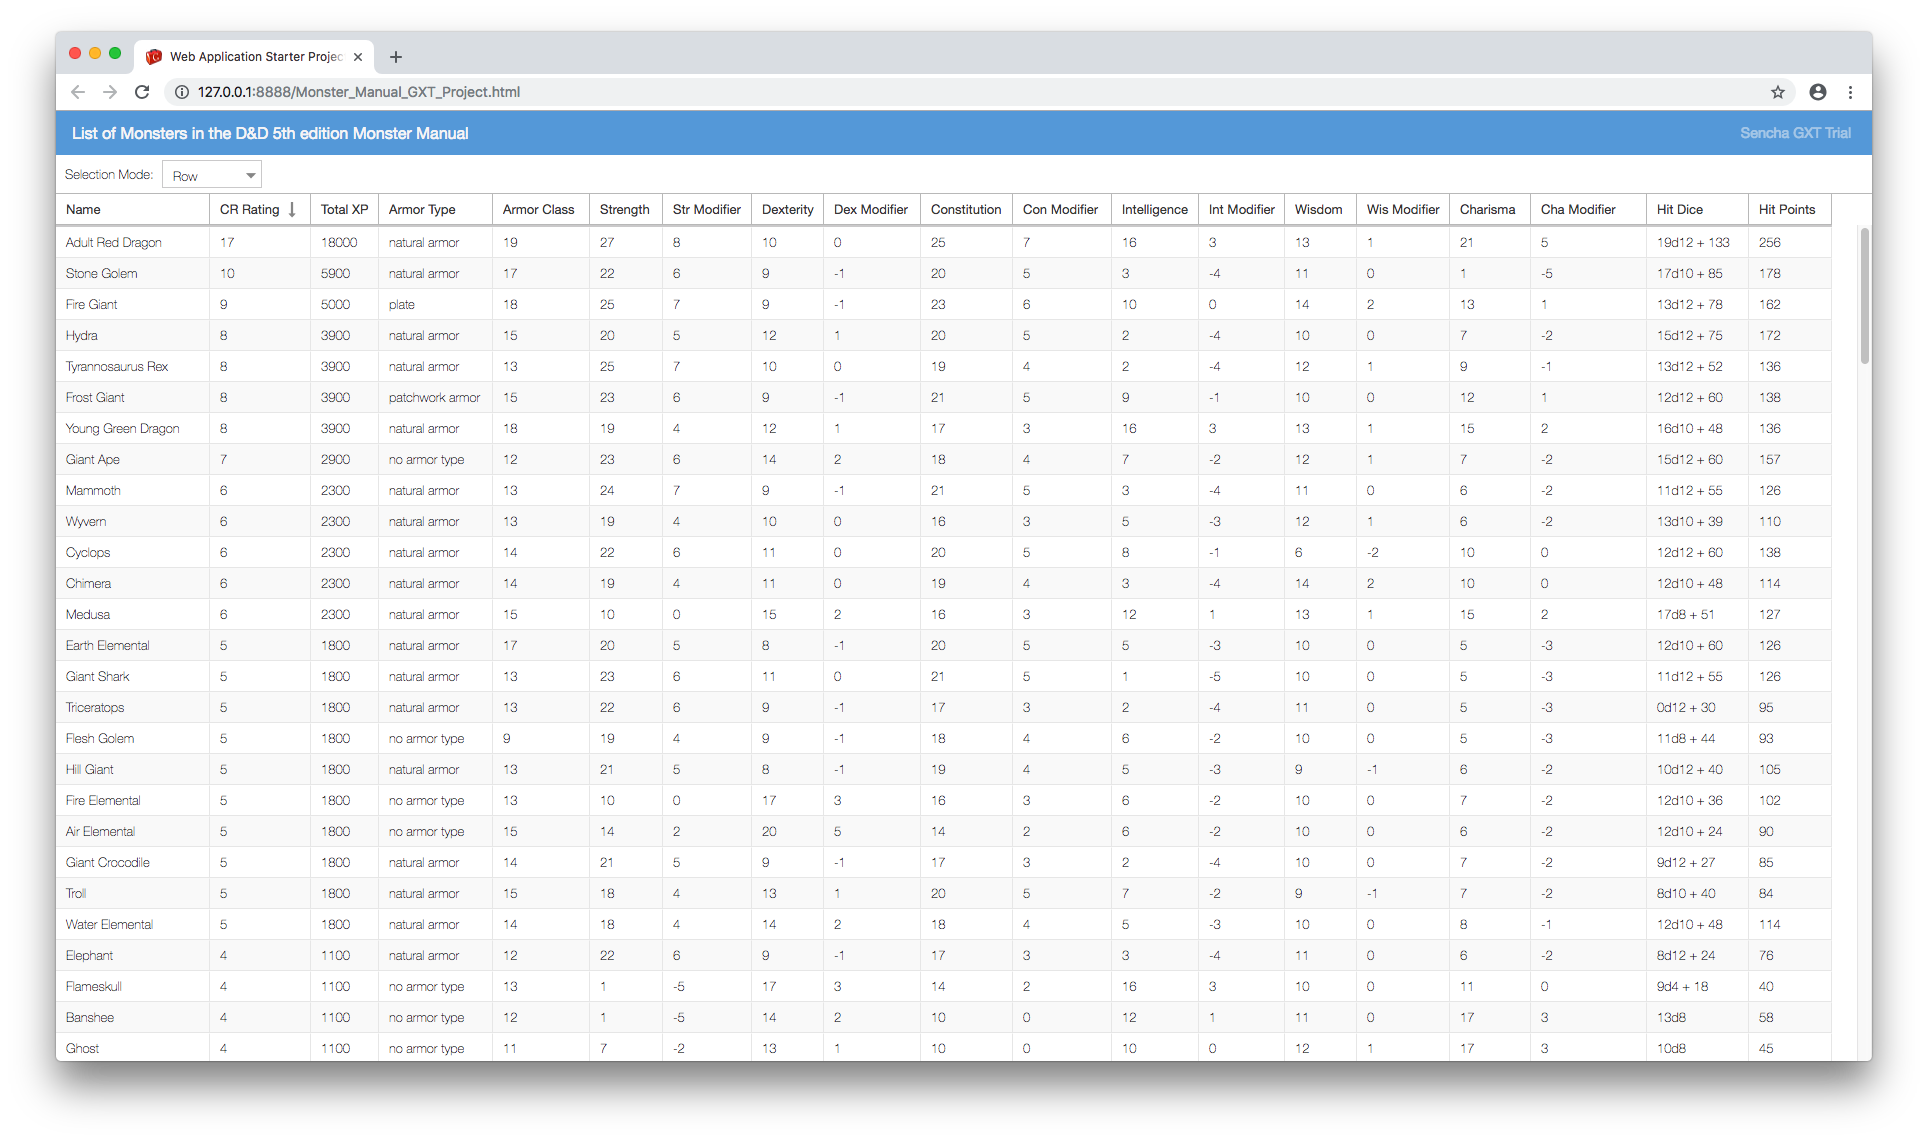 Web Application Starter Projec
127.0.0.1:8888/Monster_Manual_GXT_Project.html
List of Monsters in the D&D 5th edition Monster Manual Sencha GXT Trial
Selection Mode: Row
Name CR Rating Total XP Armor Type Armor Class Strength Str Modifier Dexterity Dex Modifier Constitution Con Modifier Intelligence Int Modifier Wisdom Wis Modifier Charisma Cha Modifier Hit Dice Hit Points
Adult Red Dragon 17 18000 natural armor 19 27 8 10 0 25 7 16 3 13 1 21 5 19d12 + 133 256
Stone Golem 10 5900 natural armor 17 22 6 9 -1 20 5 3 -4 11 0 1 -5 17d10 + 85 178
Fire Giant 9 5000 plate 18 25 7 9 -1 23 6 10 0 14 2 13 1 13d12 + 78 162
Hydra 8 3900 natural armor 15 20 5 12 1 20 5 2 -4 10 0 7 -2 15d12 + 75 172
Tyrannosaurus Rex 8 3900 natural armor 13 25 7 10 0 19 4 2 -4 12 1 9 -1 13d12 + 52 136
Frost Giant 8 3900 patchwork armor 15 23 6 9 -1 21 5 9 -1 10 0 12 1 12d12 + 60 138
Young Green Dragon 8 3900 natural armor 18 19 4 12 1 17 3 16 3 13 1 15 2 16d10 + 48 136
Giant Ape 7 2900 no armor type 12 23 6 14 2 18 4 7 -2 12 1 7 -2 15d12 + 60 157
Mammoth 6 2300 natural armor 13 24 7 9 -1 21 5 3 -4 11 0 6 -2 11d12 + 55 126
Wyvern 6 2300 natural armor 13 19 4 10 0 16 3 5 -3 12 1 6 -2 13d10 + 39 110
Cyclops 6 2300 natural armor 14 22 6 11 0 20 5 8 -1 6 -2 10 0 12d12 + 60 138
Chimera 6 2300 natural armor 14 19 4 11 0 19 4 3 -4 14 2 10 0 12d10 + 48 114
Medusa 6 2300 natural armor 15 10 0 15 2 16 3 12 1 13 1 15 2 17d8 + 51 127
Earth Elemental 5 1800 natural armor 17 20 5 8 -1 20 5 5 -3 10 0 5 -3 12d10 + 60 126
Giant Shark 5 1800 natural armor 13 23 6 11 0 21 5 1 -5 10 0 5 -3 11d12 + 55 126
Triceratops 5 1800 natural armor 13 22 6 9 -1 17 3 2 -4 11 0 5 -3 0d12 + 30 95
Flesh Golem 5 1800 no armor type 9 19 4 9 -1 18 4 6 -2 10 0 5 -3 11d8 + 44 93
Hill Giant 5 1800 natural armor 13 21 5 8 -1 19 4 5 -3 9 -1 6 -2 10d12 + 40 105
Fire Elemental 5 1800 no armor type 13 10 0 17 3 16 3 6 -2 10 0 7 -2 12d10 + 36 102
Air Elemental 5 1800 no armor type 15 14 2 20 5 14 2 6 -2 10 0 6 -2 12d10 + 24 90
Giant Crocodile 5 1800 natural armor 14 21 5 9 -1 17 3 2 -4 10 0 7 -2 9d12 + 27 85
Troll 5 1800 natural armor 15 18 4 13 1 20 5 7 -2 9 -1 7 -2 8d10 + 40 84
Water Elemental 5 1800 natural armor 14 18 4 14 2 18 4 5 -3 10 0 8 -1 12d10 + 48 114
Elephant 4 1100 natural armor 12 22 6 9 -1 17 3 3 -4 11 0 6 -2 8d12 + 24 76
Flameskull 4 1100 no armor type 13 1 -5 17 3 14 2 16 3 10 0 11 0 9d4 + 18 40
Banshee 4 1100 no armor type 12 1 -5 14 2 10 0 12 1 11 0 17 3 13d8 58
Ghost 4 1100 no armor type 11 7 -2 13 1 10 0 10 0 12 1 17 3 10d8 45